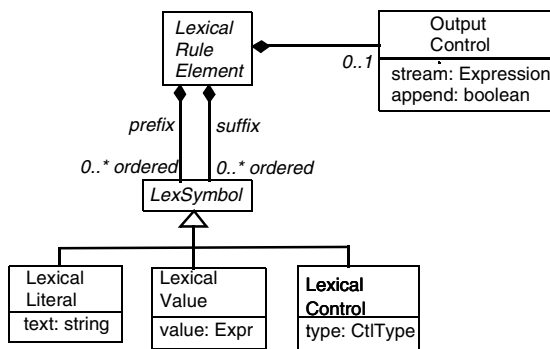 Lexical
Rule
Element
Output
Control
0..1
stream: Expression
append: boolean
prefix
suffix
0..* ordered
0..* ordered
LexSymbol
Lexical
Literal
text: string
Lexical
Value
value: Expr
Lexical
Control
type: CtlType